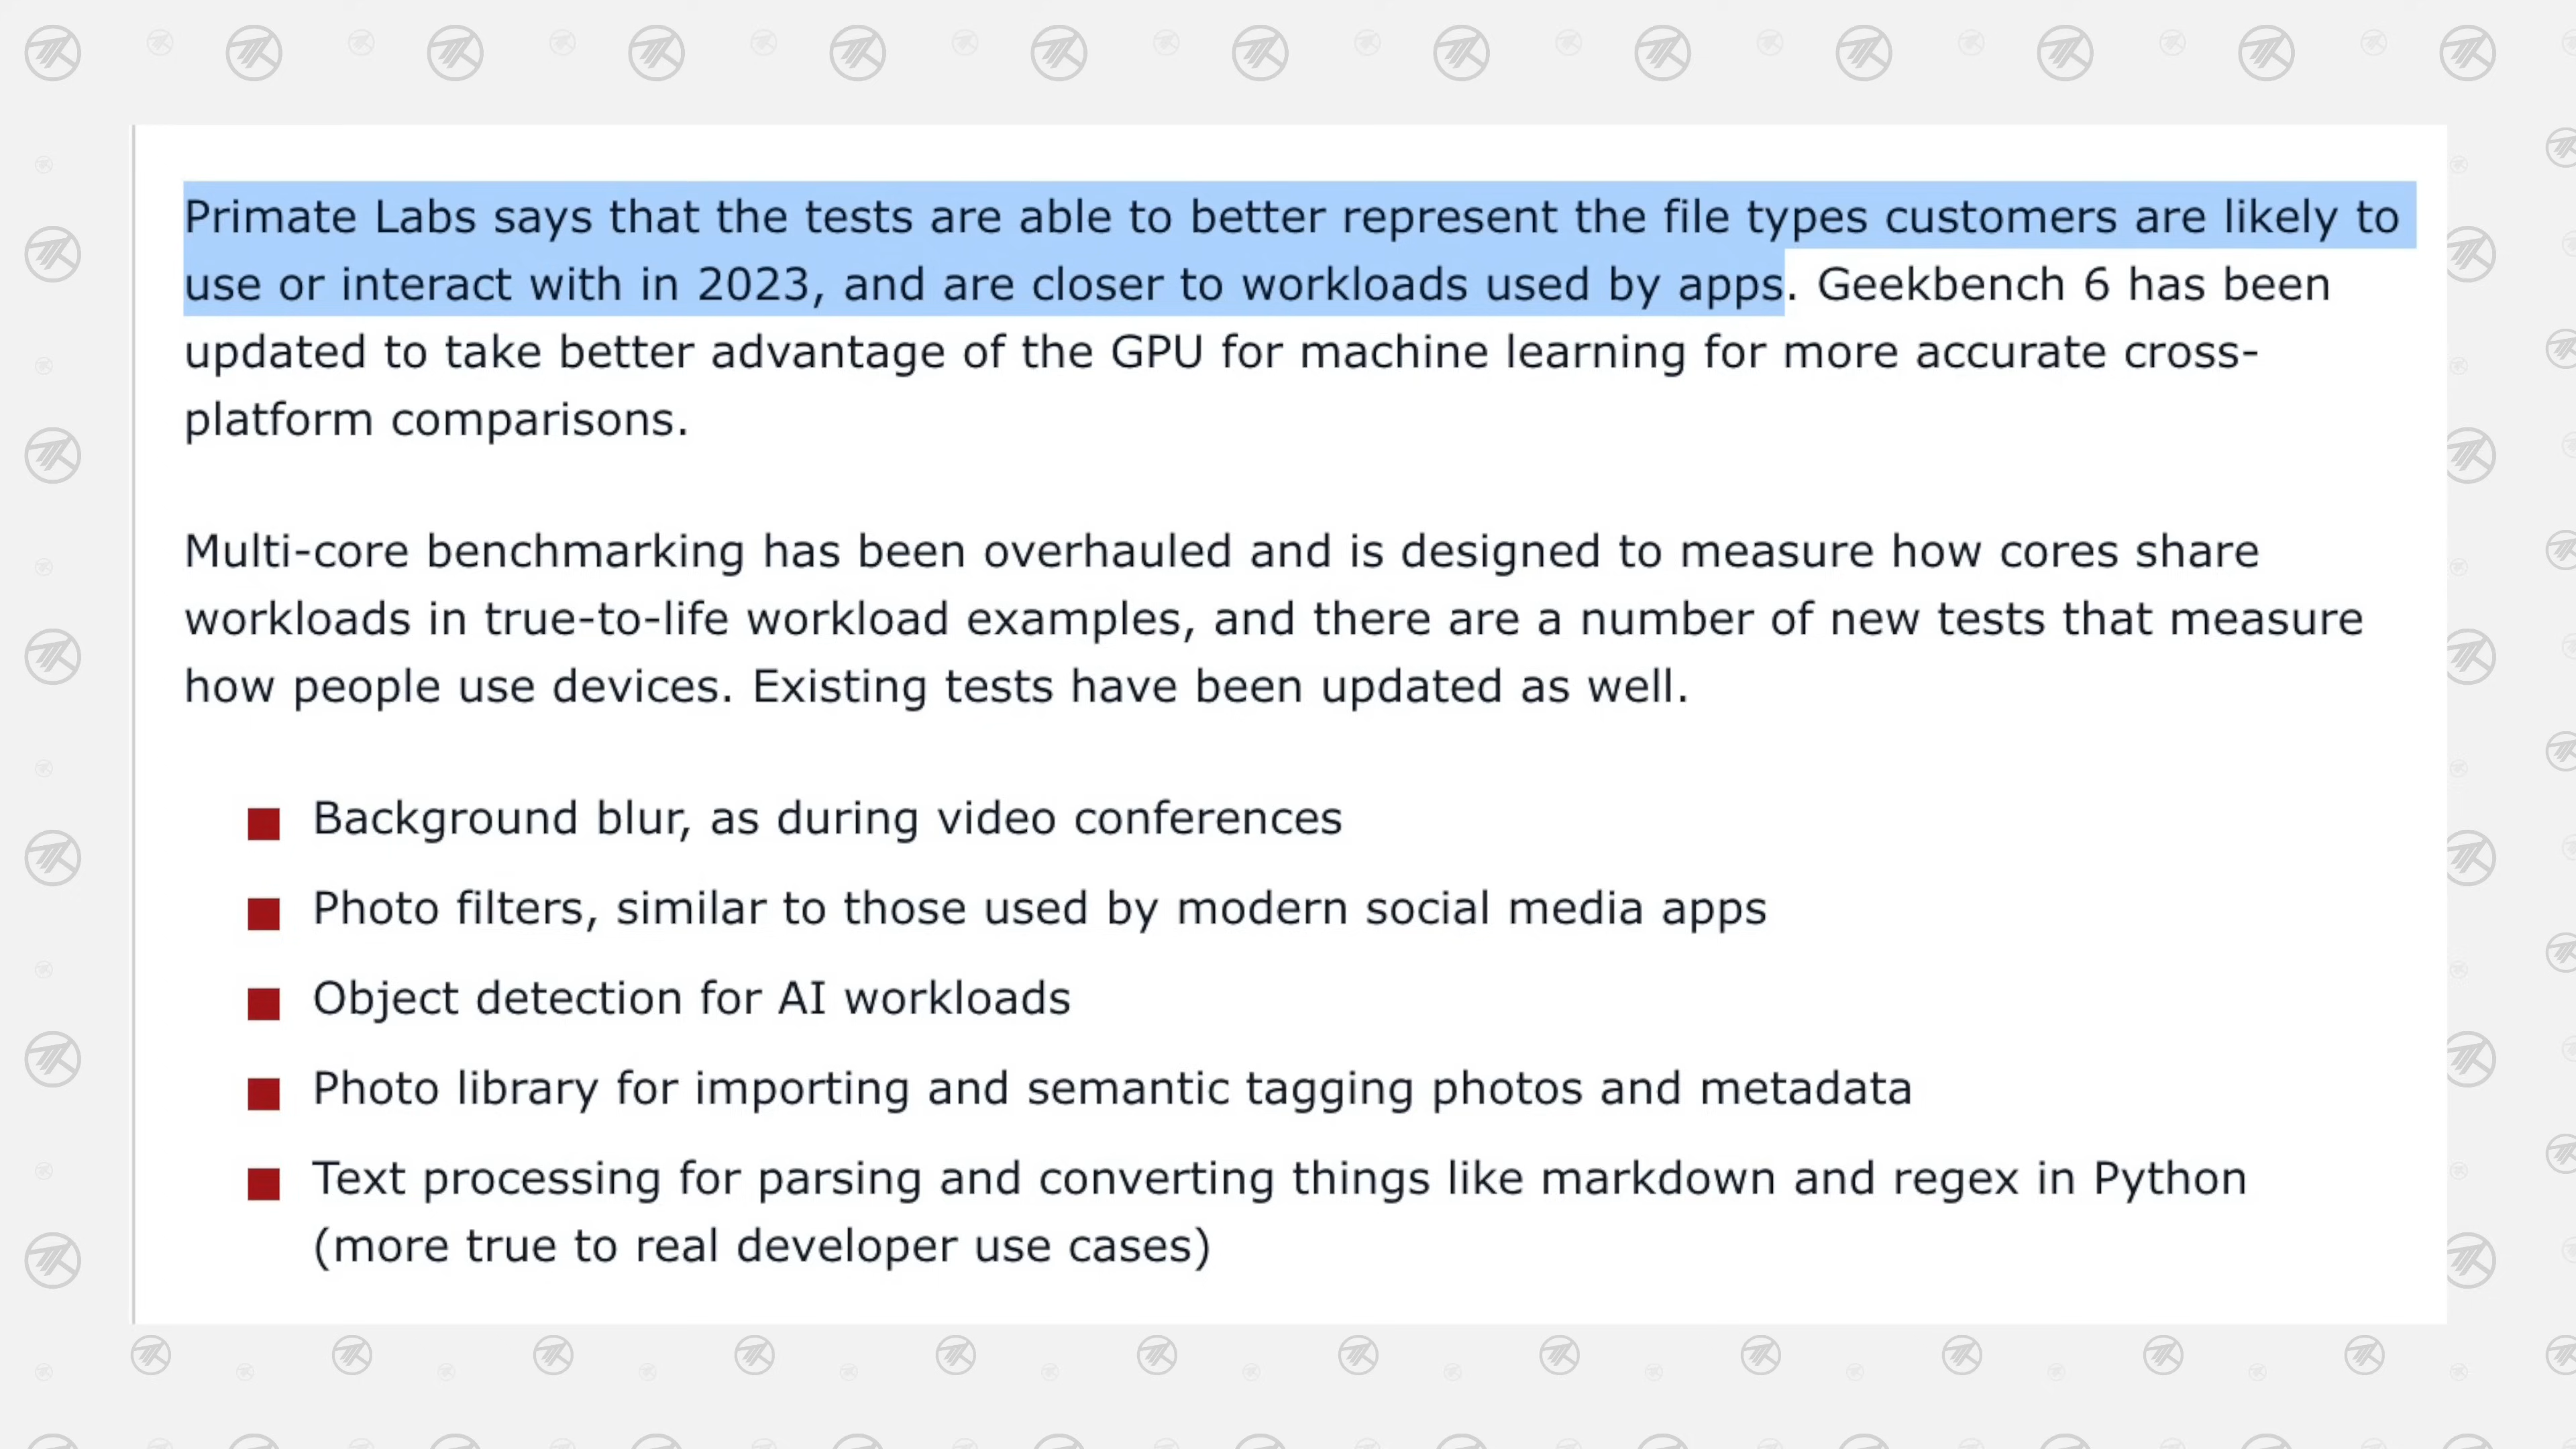 Primate Labs says that the tests are able to better represent the file types customers are likely to
use or interact with in 2023, and are closer to workloads used by apps. Geekbench 6 has been
updated to take better advantage of the GPU for machine learning for more accurate cross-
platform comparisons.
Multi-core benchmarking has been overhauled and is designed to measure how cores share
workloads in true-to-life workload examples, and there are a number of new tests that measure
how people use devices. Existing tests have been updated as well.
Background blur, as during video conferences
Photo filters, similar to those used by modern social media apps
Object detection for AI workloads
Photo library for importing and semantic tagging photos and metadata
Text processing for parsing and converting things like markdown and regex in Python
(more true to real developer use cases)